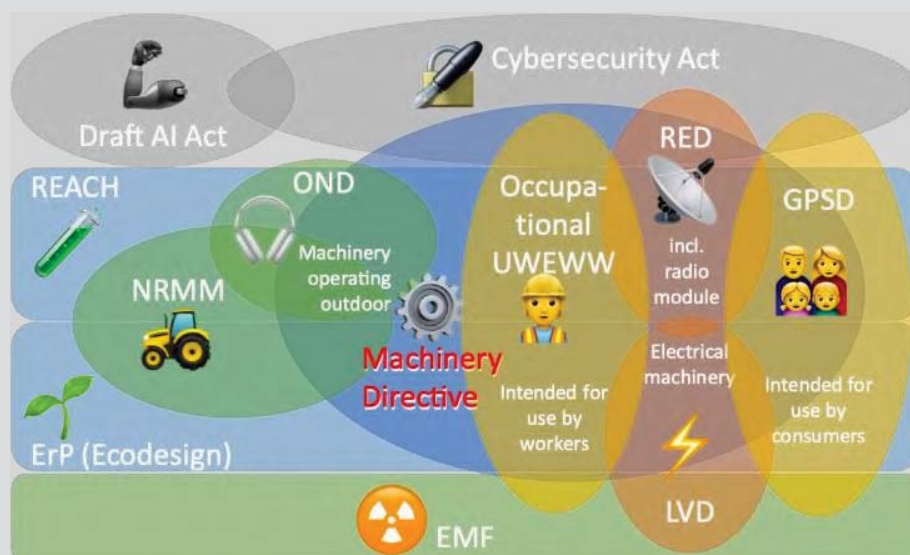 Cybersecurity Act
Draft AI Act
RED
REACH
OND
Occupa-
tional
UWEWW
GPSD
Machinery
operating
outdoor
incl.
radio
module
NRMM
Machinery
Directive
Electrical
machinery
Intended for
use by
workers
Intended for
use by
consumers
ErP (Ecodesign)
LVD
EMF